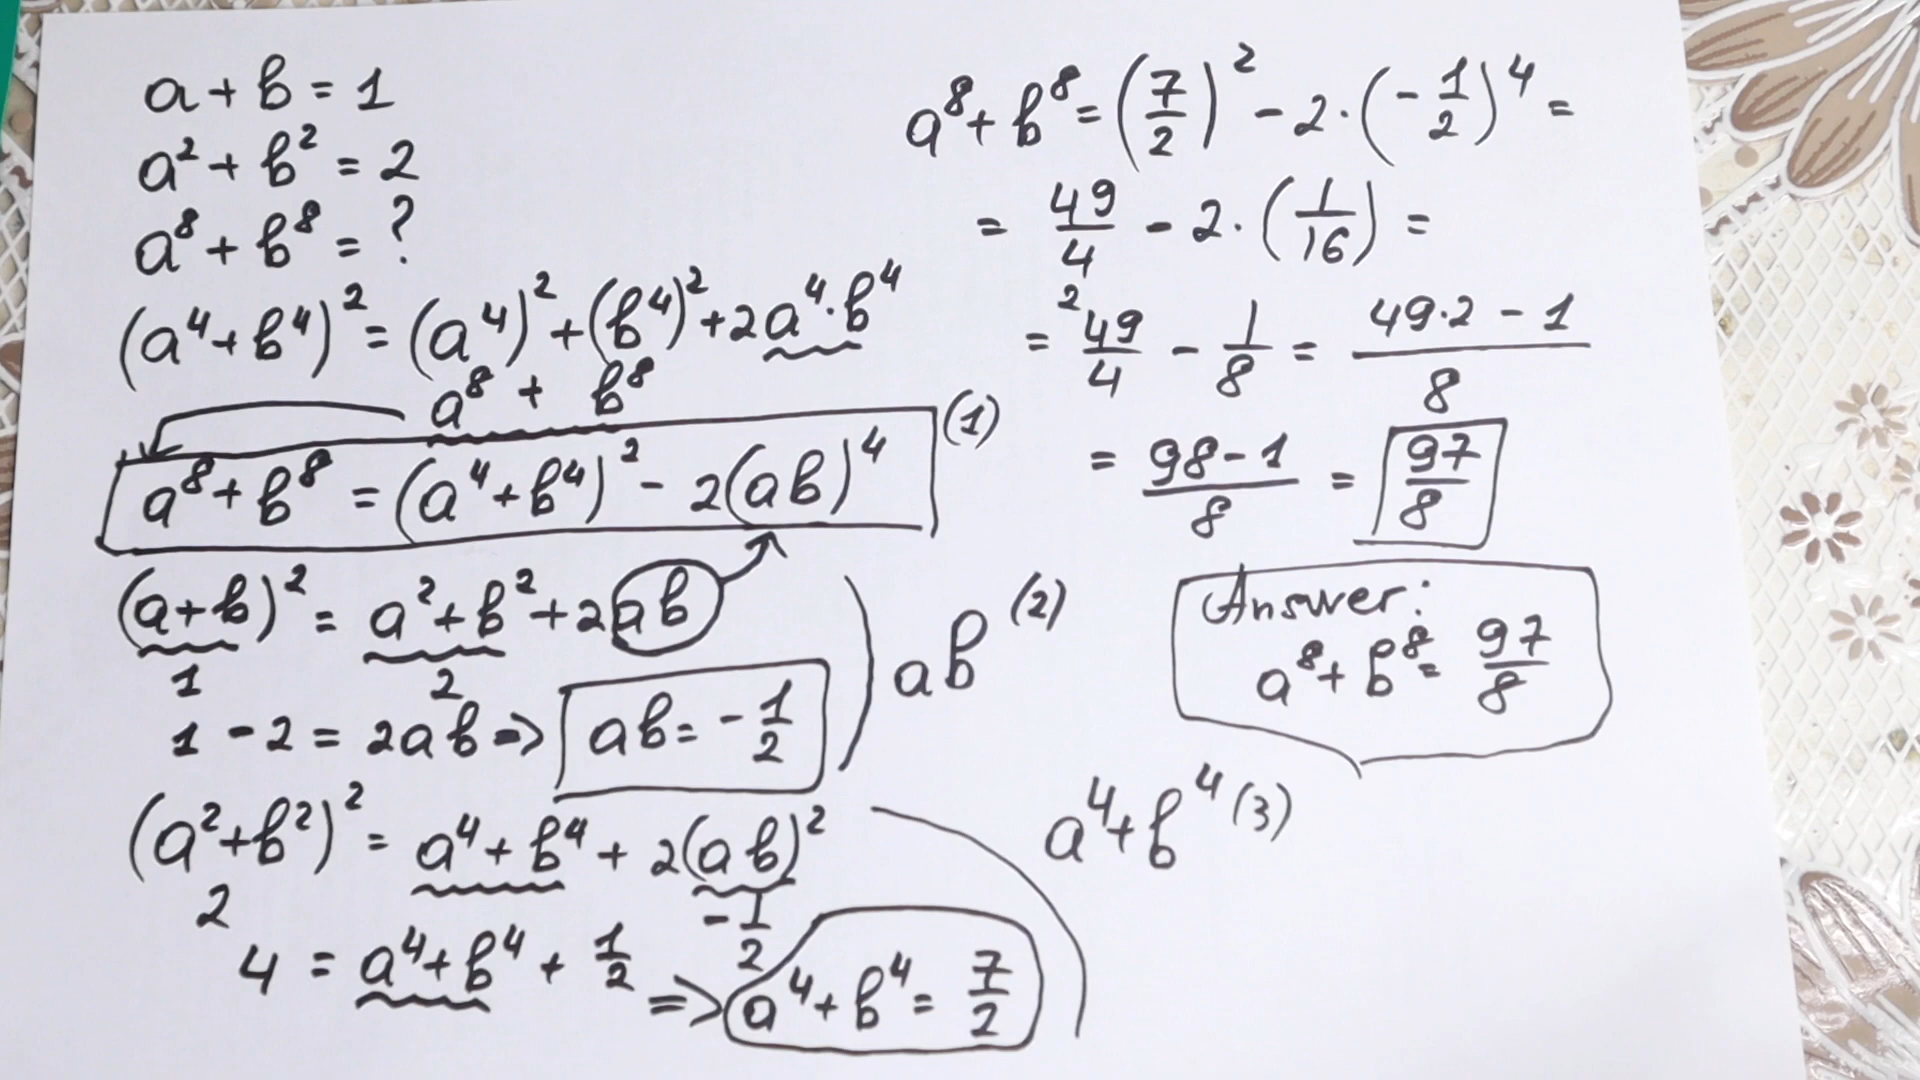 a + b = 1
a² + b² = 2
a⁸ + b⁸ = ?
(a⁴ + b⁴)² = (a⁴)² + (b⁴)² + 2a⁴·b⁴
a⁸ + b⁸
a⁸ + b⁸ = (a⁴ + b⁴)² - 2(ab)⁴ (1)
(a+b)² = a² + b² + 2ab
1 2
ab (2)
1 - 2 = 2ab => ab = -1/2
(a² + b²)² = a⁴ + b⁴ + 2(ab)²
2 -1/2
4 = a⁴ + b⁴ + 1/2 => a⁴ + b⁴ = 7/2
a⁴ + b⁴ (3)
a⁸ + b⁸ = (7/2)² - 2·(-1/2)⁴ =
= 49/4 - 2·(1/16) =
= ²49/4 - 1/8 = (49·2 - 1)/8
= (98-1)/8 = 97/8
Answer:
a⁸ + b⁸ = 97/8